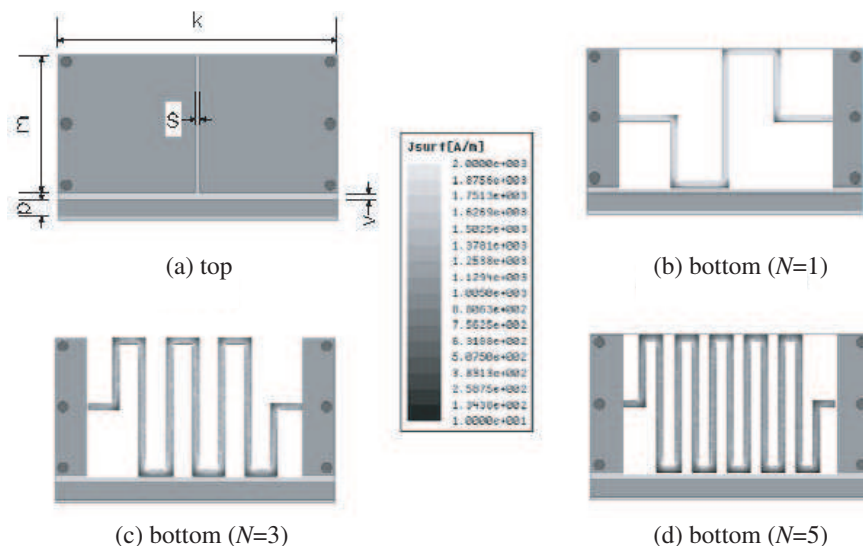 k
m
S
p
v
(a) top
Jsurf[A/m]
2.0000e+003
1.8756e+003
1.7513e+003
1.6269e+003
1.5025e+003
1.3781e+003
1.2538e+003
1.1294e+003
1.0050e+003
8.8063e+002
7.5625e+002
6.3188e+002
5.0750e+002
3.8313e+002
2.5875e+002
1.3438e+002
1.0000e+001
(b) bottom (N=1)
(c) bottom (N=3)
(d) bottom (N=5)